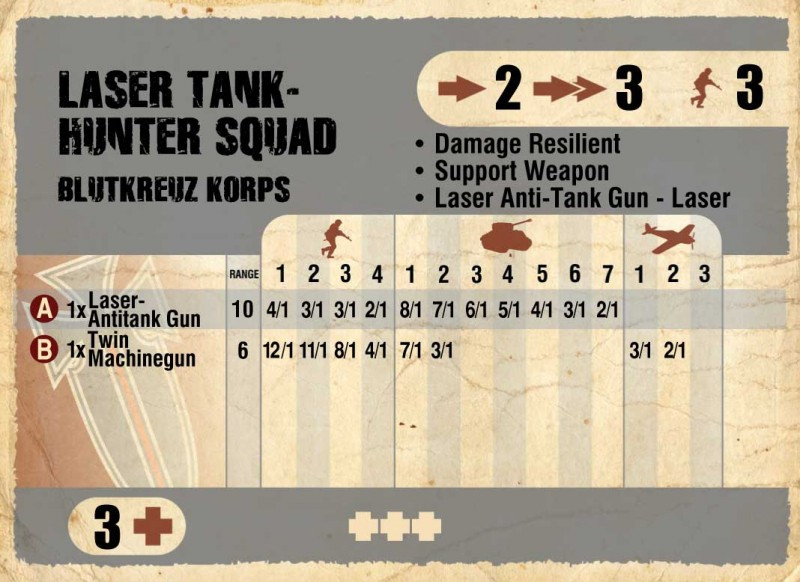 LASER TANK-
HUNTER SQUAD
BLUTKREUZ KORPS
2 3 3
• Damage Resilient
• Support Weapon
• Laser Anti-Tank Gun - Laser
RANGE 1 2 3 4 1 2 3 4 5 6 7 1 2 3
A 1x Laser-
Antitank Gun 10 4/1 3/1 3/1 2/1 8/1 7/1 6/1 5/1 4/1 3/1 2/1
B 1x Twin
Machinegun 6 12/1 11/1 8/1 4/1 7/1 3/1 3/1 2/1
3